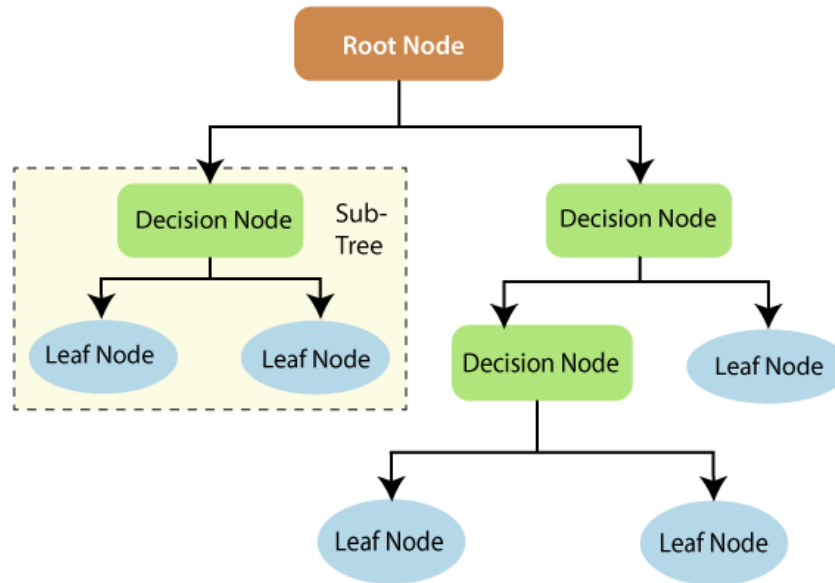 Root Node
Decision Node
Sub-
Tree
Decision Node
Leaf Node
Leaf Node
Decision Node
Leaf Node
Leaf Node
Leaf Node